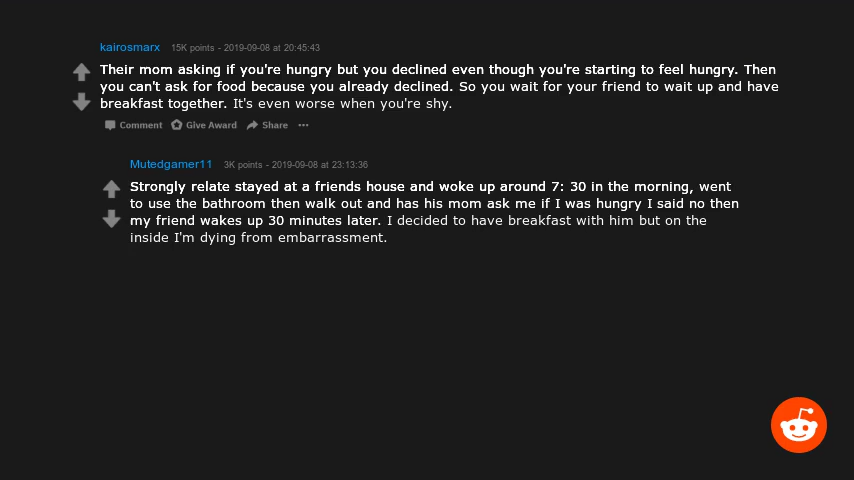 kairosmarx 15K points - 2019-09-08 at 20:45:43
Their mom asking if you're hungry but you declined even though you're starting to feel hungry. Then
you can't ask for food because you already declined. So you wait for your friend to wait up and have
breakfast together. It's even worse when you're shy.
Comment Give Award Share ···
Mutedgamer11 3K points - 2019-09-08 at 23:13:36
Strongly relate stayed at a friends house and woke up around 7: 30 in the morning, went
to use the bathroom then walk out and has his mom ask me if I was hungry I said no then
my friend wakes up 30 minutes later. I decided to have breakfast with him but on the
inside I'm dying from embarrassment.